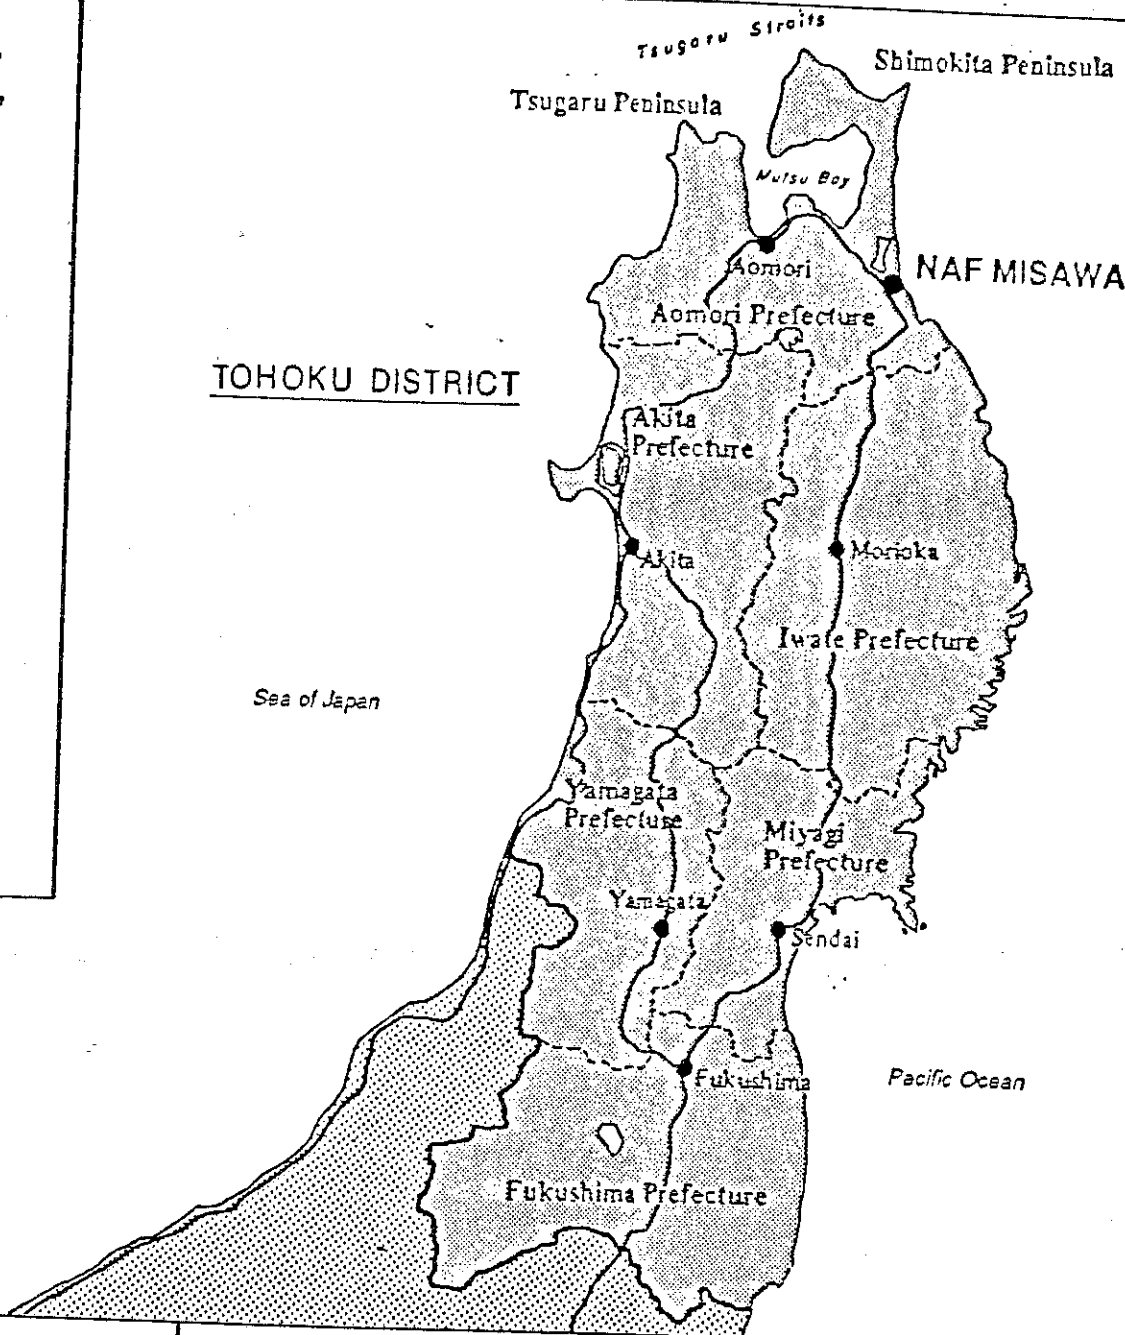 Tsugaru Straits
Shimokita Peninsula
Tsugaru Peninsula
Mutsu Bay
Aomori
NAF MISAWA
Aomori Prefecture
TOHOKU DISTRICT
Akita
Prefecture
Akita
Morioka
Iwate Prefecture
Sea of Japan
Yamagata
Prefecture
Miyagi
Prefecture
Yamagata
Sendai
Fukushima
Pacific Ocean
Fukushima Prefecture